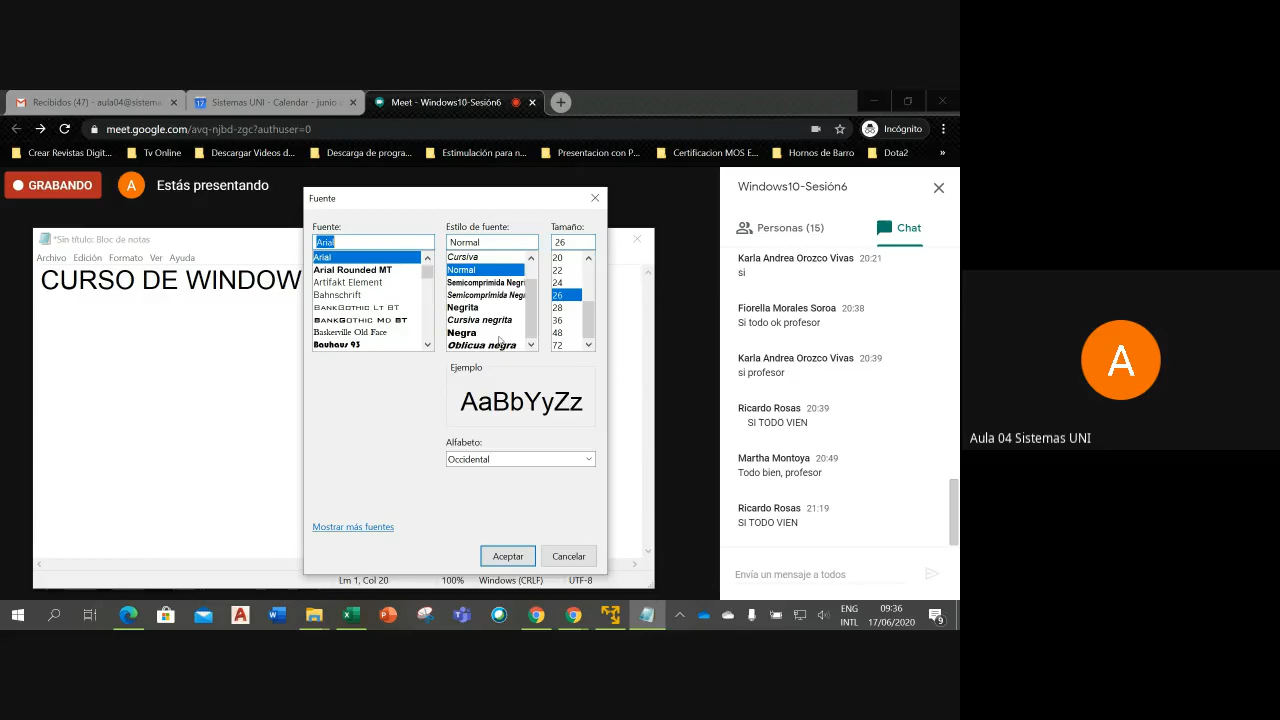 Recibidos (47) - aula04@sistema
Sistemas UNI - Calendar - junio
Meet - Windows10-Sesión6
meet.google.com/avq-njbd-zgc?authuser=0
Incógnito
Crear Revistas Digit...
Tv Online
Descargar Videos d...
Descarga de progra...
Estimulación para n...
Presentacion con P...
Certificacion MOS E...
Hornos de Barro
Dota2
»
GRABANDO
A
Estás presentando
*Sin título: Bloc de notas
Archivo Edición Formato Ver Ayuda
CURSO DE WINDOW
Lm 1, Col 20
100%
Windows (CRLF)
UTF-8
Fuente
Fuente:
Arial
Arial
Arial Rounded MT
Artifakt Element
Bahnschrift
BankGothic Lt BT
BankGothic Md BT
Baskerville Old Face
Bauhaus 93
Estilo de fuente:
Normal
Cursiva
Normal
Semicomprimida Negri
Semicomprimida Negri
Negrita
Cursiva negrita
Negra
Oblicua negra
Tamaño:
26
20
22
24
26
28
36
48
72
Ejemplo
AaBbYyZz
Alfabeto:
Occidental
Mostrar más fuentes
Aceptar
Cancelar
Windows10-Sesión6
Personas (15)
Chat
Karla Andrea Orozco Vivas 20:21
si
Fiorella Morales Soroa 20:38
Si todo ok profesor
Karla Andrea Orozco Vivas 20:39
si profesor
Ricardo Rosas 20:39
SI TODO VIEN
Martha Montoya 20:49
Todo bien, profesor
Ricardo Rosas 21:19
SI TODO VIEN
Envía un mensaje a todos
A
Aula 04 Sistemas UNI
ENG
INTL
09:36
17/06/2020
9